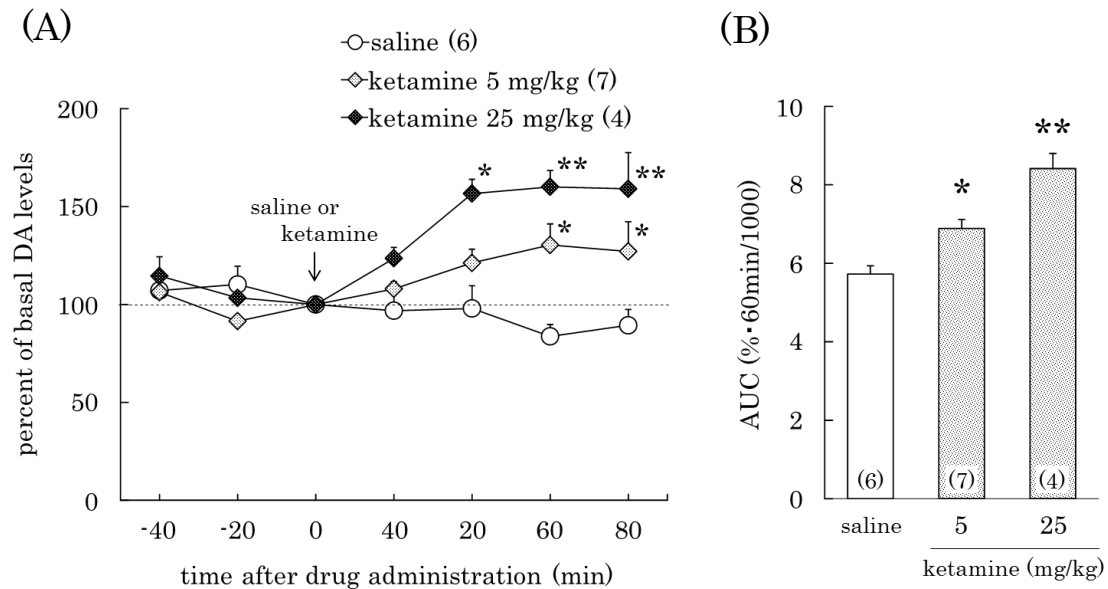 (A)
saline (6)
ketamine 5 mg/kg (7)
ketamine 25 mg/kg (4)
percent of basal DA levels
200
150
100
50
0
saline or
ketamine
*
**
**
*
*
-40 -20 0 40 20 60 80
time after drug administration (min)
(B)
AUC (%·60min/1000)
10
8
6
4
2
0
*
**
(6) (7) (4)
saline 5 25
ketamine (mg/kg)